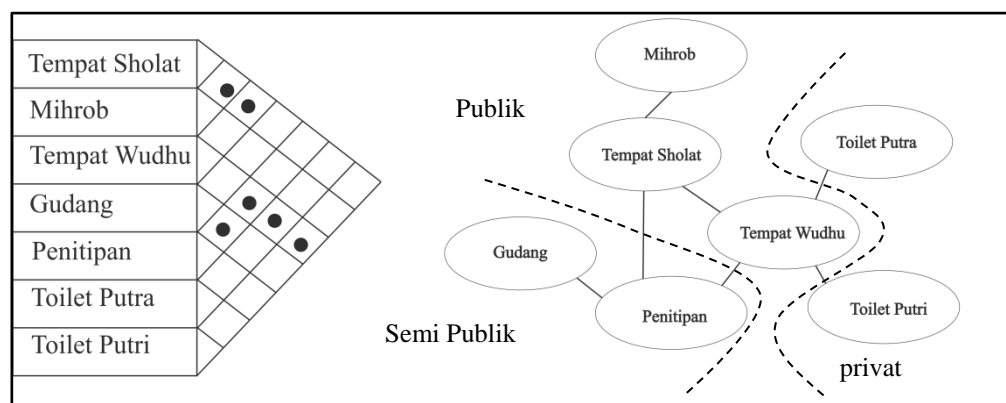 Tempat Sholat
Mihrob
Tempat Wudhu
Gudang
Penitipan
Toilet Putra
Toilet Putri
Mihrob
Publik
Toilet Putra
Tempat Sholat
Tempat Wudhu
Gudang
Toilet Putri
Penitipan
Semi Publik
privat